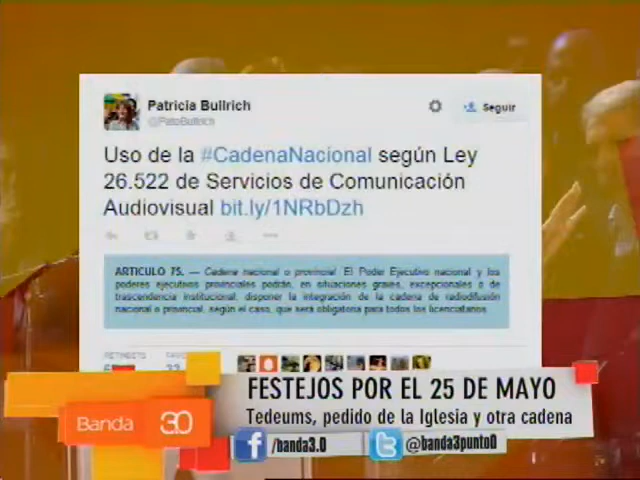 Patricia Bullrich
@PatoBullrich
Seguir
Uso de la #CadenaNacional según Ley
26.522 de Servicios de Comunicación
Audiovisual bit.ly/1NRbDzh
ARTICULO 75. — Cadena nacional o provincial. El Poder Ejecutivo nacional y los
poderes ejecutivos provinciales podrán, en situaciones graves, excepcionales o de
trascendencia institucional, disponer la integración de la cadena de radiodifusión
nacional o provincial, según el caso, que será obligatoria para todos los licenciatarios.
RETWEETS
FESTEJOS POR EL 25 DE MAYO
Tedeums, pedido de la Iglesia y otra cadena
Banda 3.0
/banda3.0
@banda3punto0